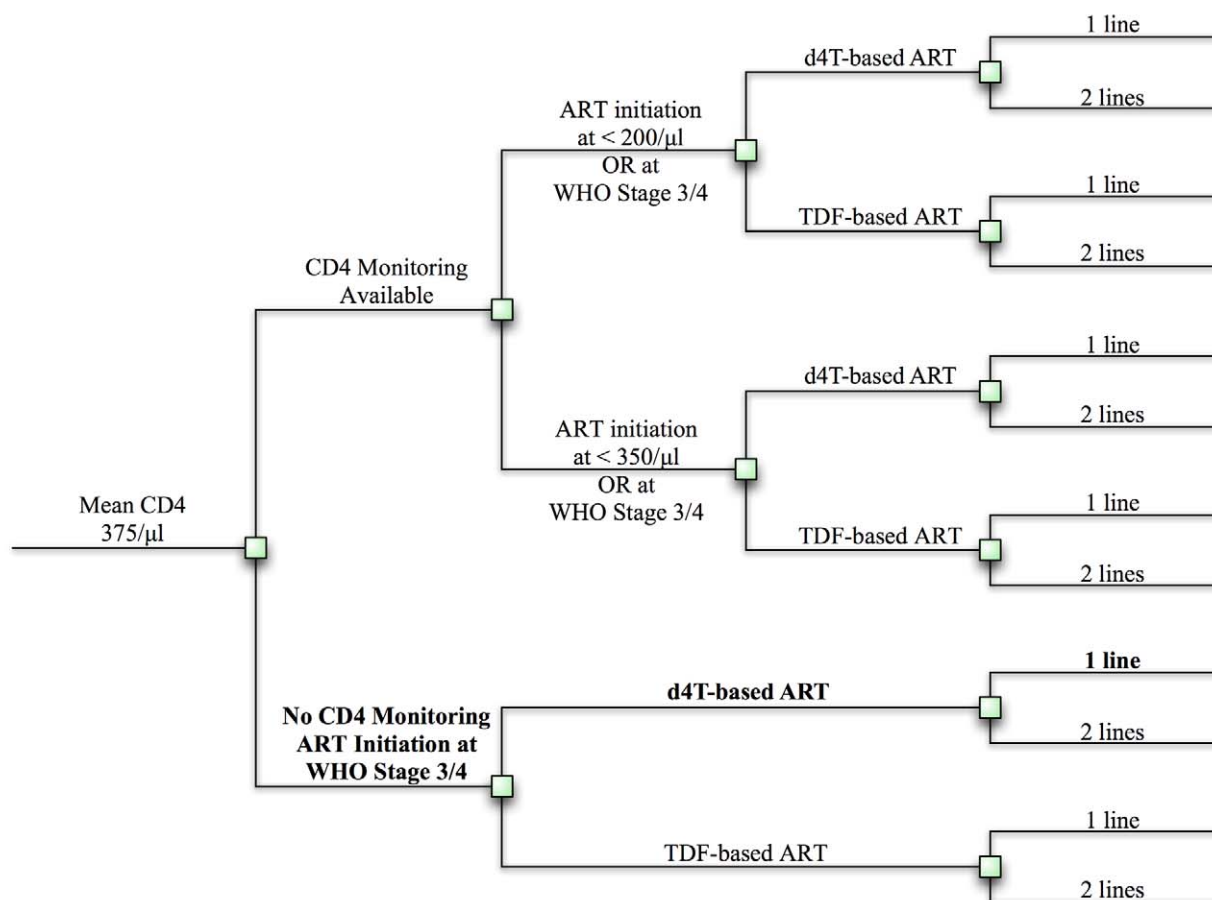 Mean CD4
375/µl
CD4 Monitoring
Available
ART initiation
at < 200/µl
OR at
WHO Stage 3/4
d4T-based ART
1 line
2 lines
TDF-based ART
1 line
2 lines
ART initiation
at < 350/µl
OR at
WHO Stage 3/4
d4T-based ART
1 line
2 lines
TDF-based ART
1 line
2 lines
No CD4 Monitoring
ART Initiation at
WHO Stage 3/4
d4T-based ART
1 line
2 lines
TDF-based ART
1 line
2 lines